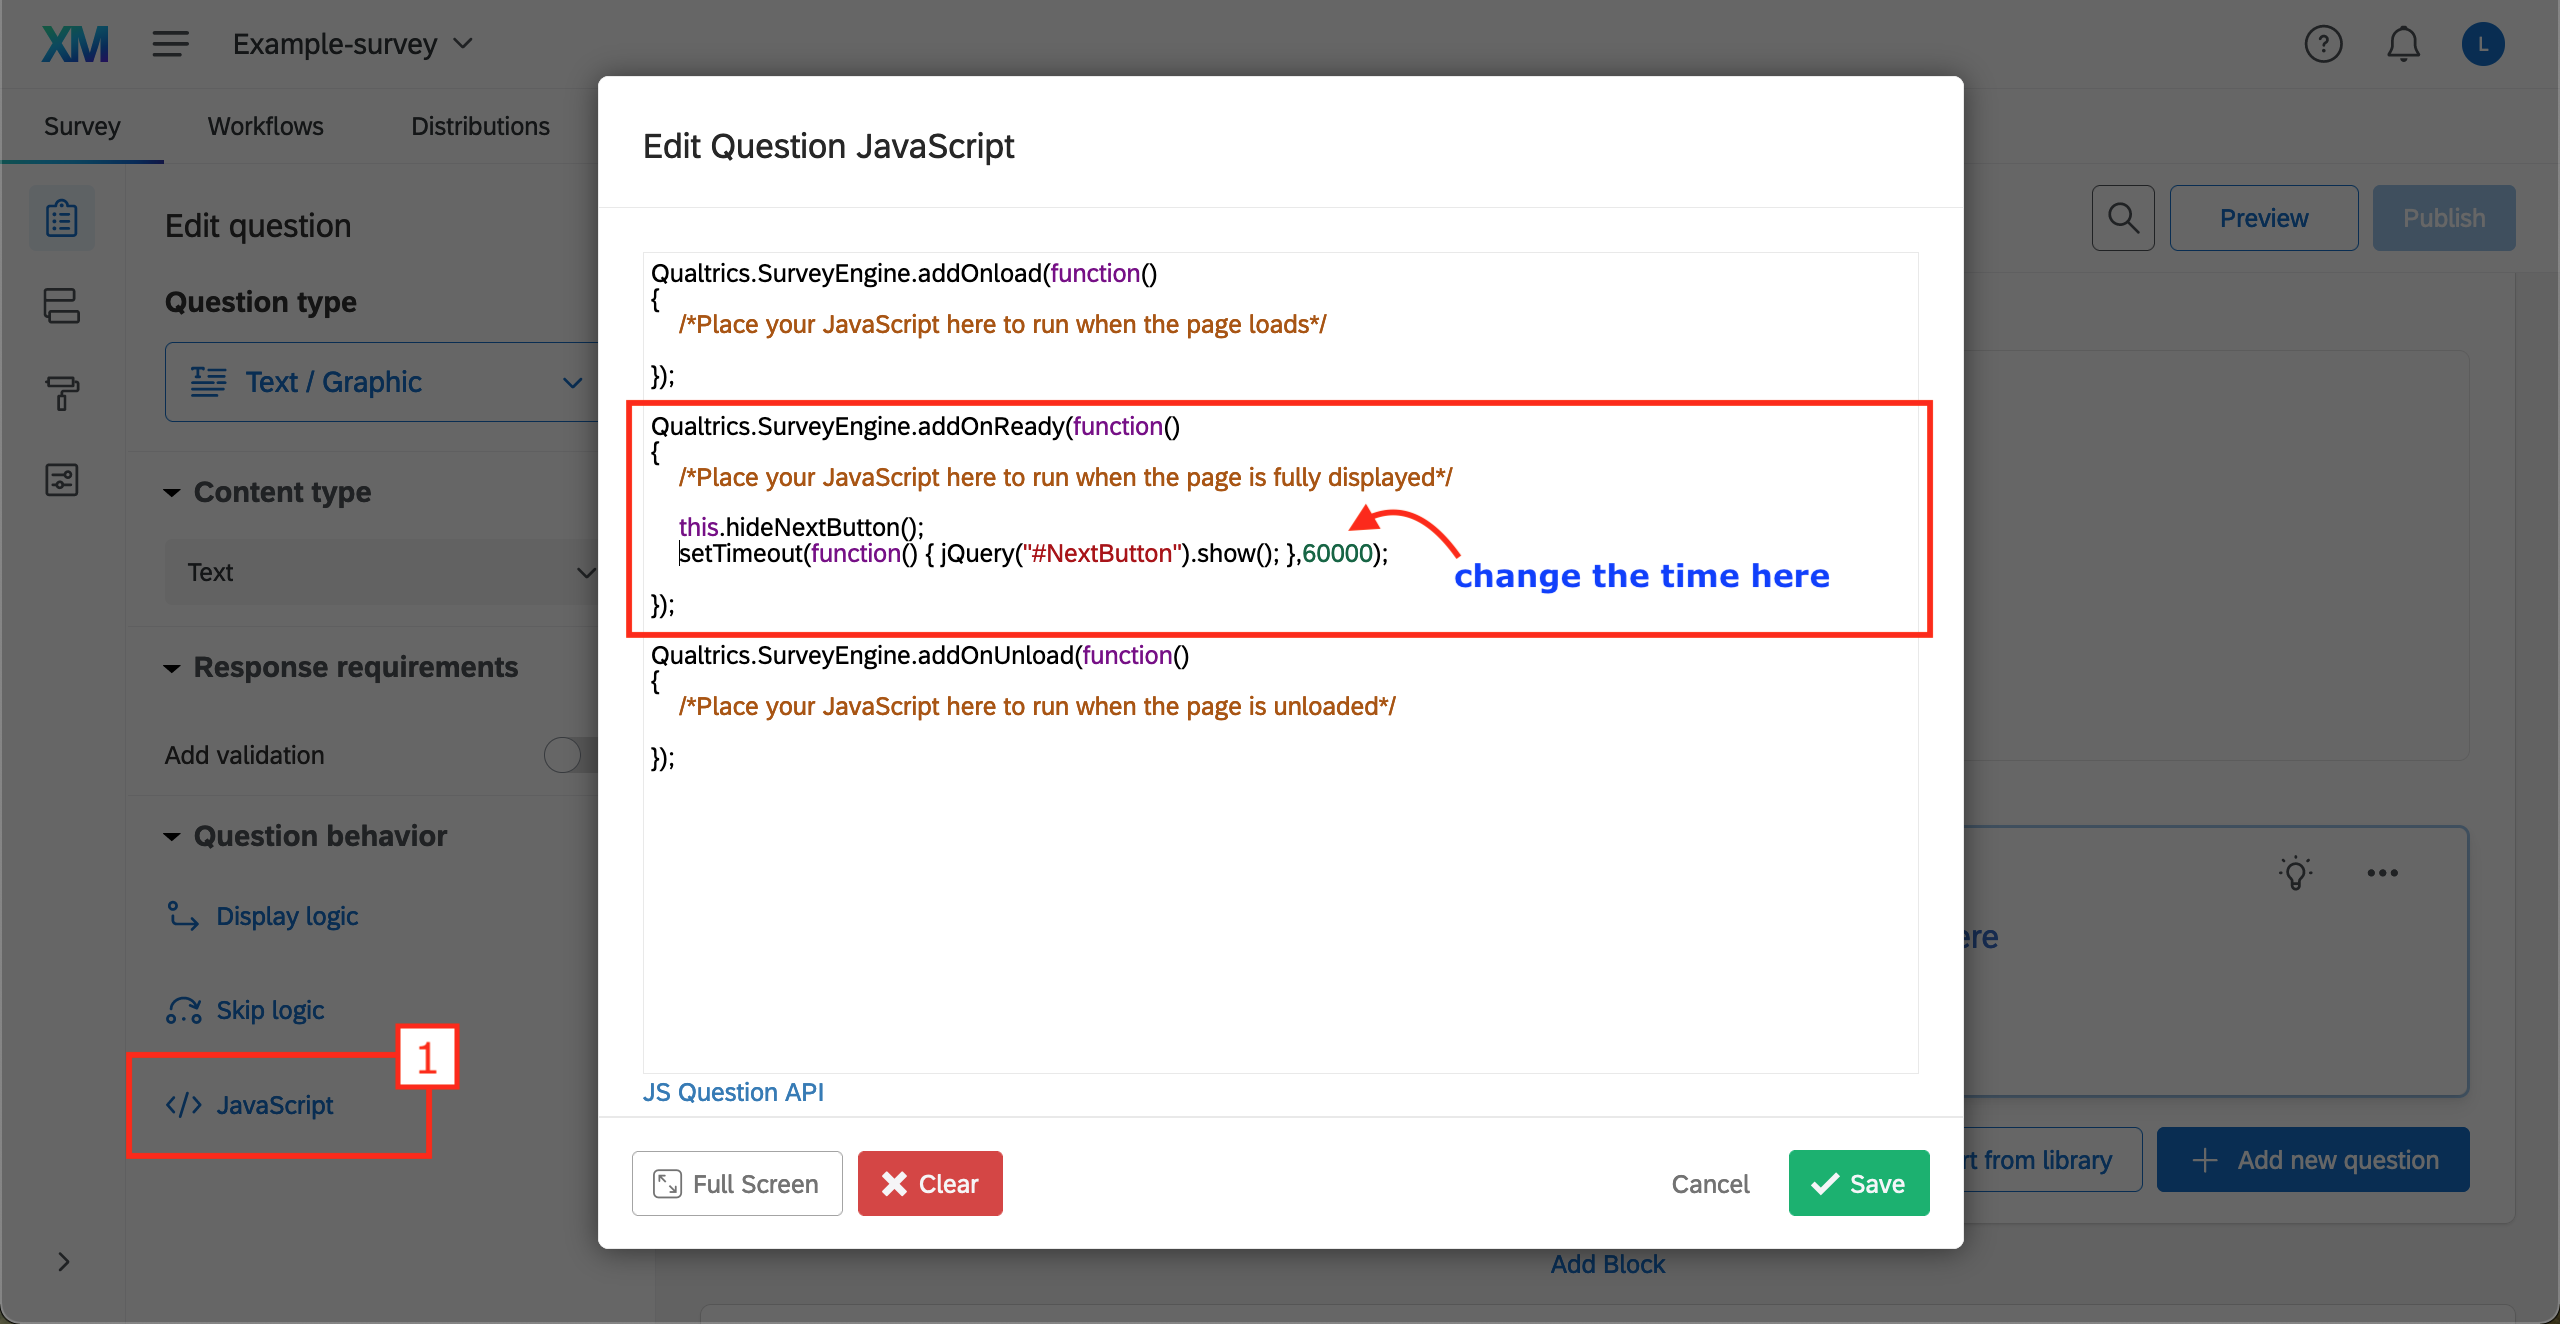 XM
Example-survey
?
L
Survey
Workflows
Distributions
Edit question
Question type
Text / Graphic
Content type
Text
Response requirements
Add validation
Question behavior
Display logic
Skip logic
1
</> JavaScript
Edit Question JavaScript
Qualtrics.SurveyEngine.addOnload(function()
{
/*Place your JavaScript here to run when the page loads*/
});
Qualtrics.SurveyEngine.addOnReady(function()
{
/*Place your JavaScript here to run when the page is fully displayed*/
this.hideNextButton();
setTimeout(function() { jQuery("#NextButton").show(); },60000);
change the time here
});
Qualtrics.SurveyEngine.addOnUnload(function()
{
/*Place your JavaScript here to run when the page is unloaded*/
});
JS Question API
Full Screen
Clear
Cancel
Save
Preview
Publish
from library
Add new question
Add Block